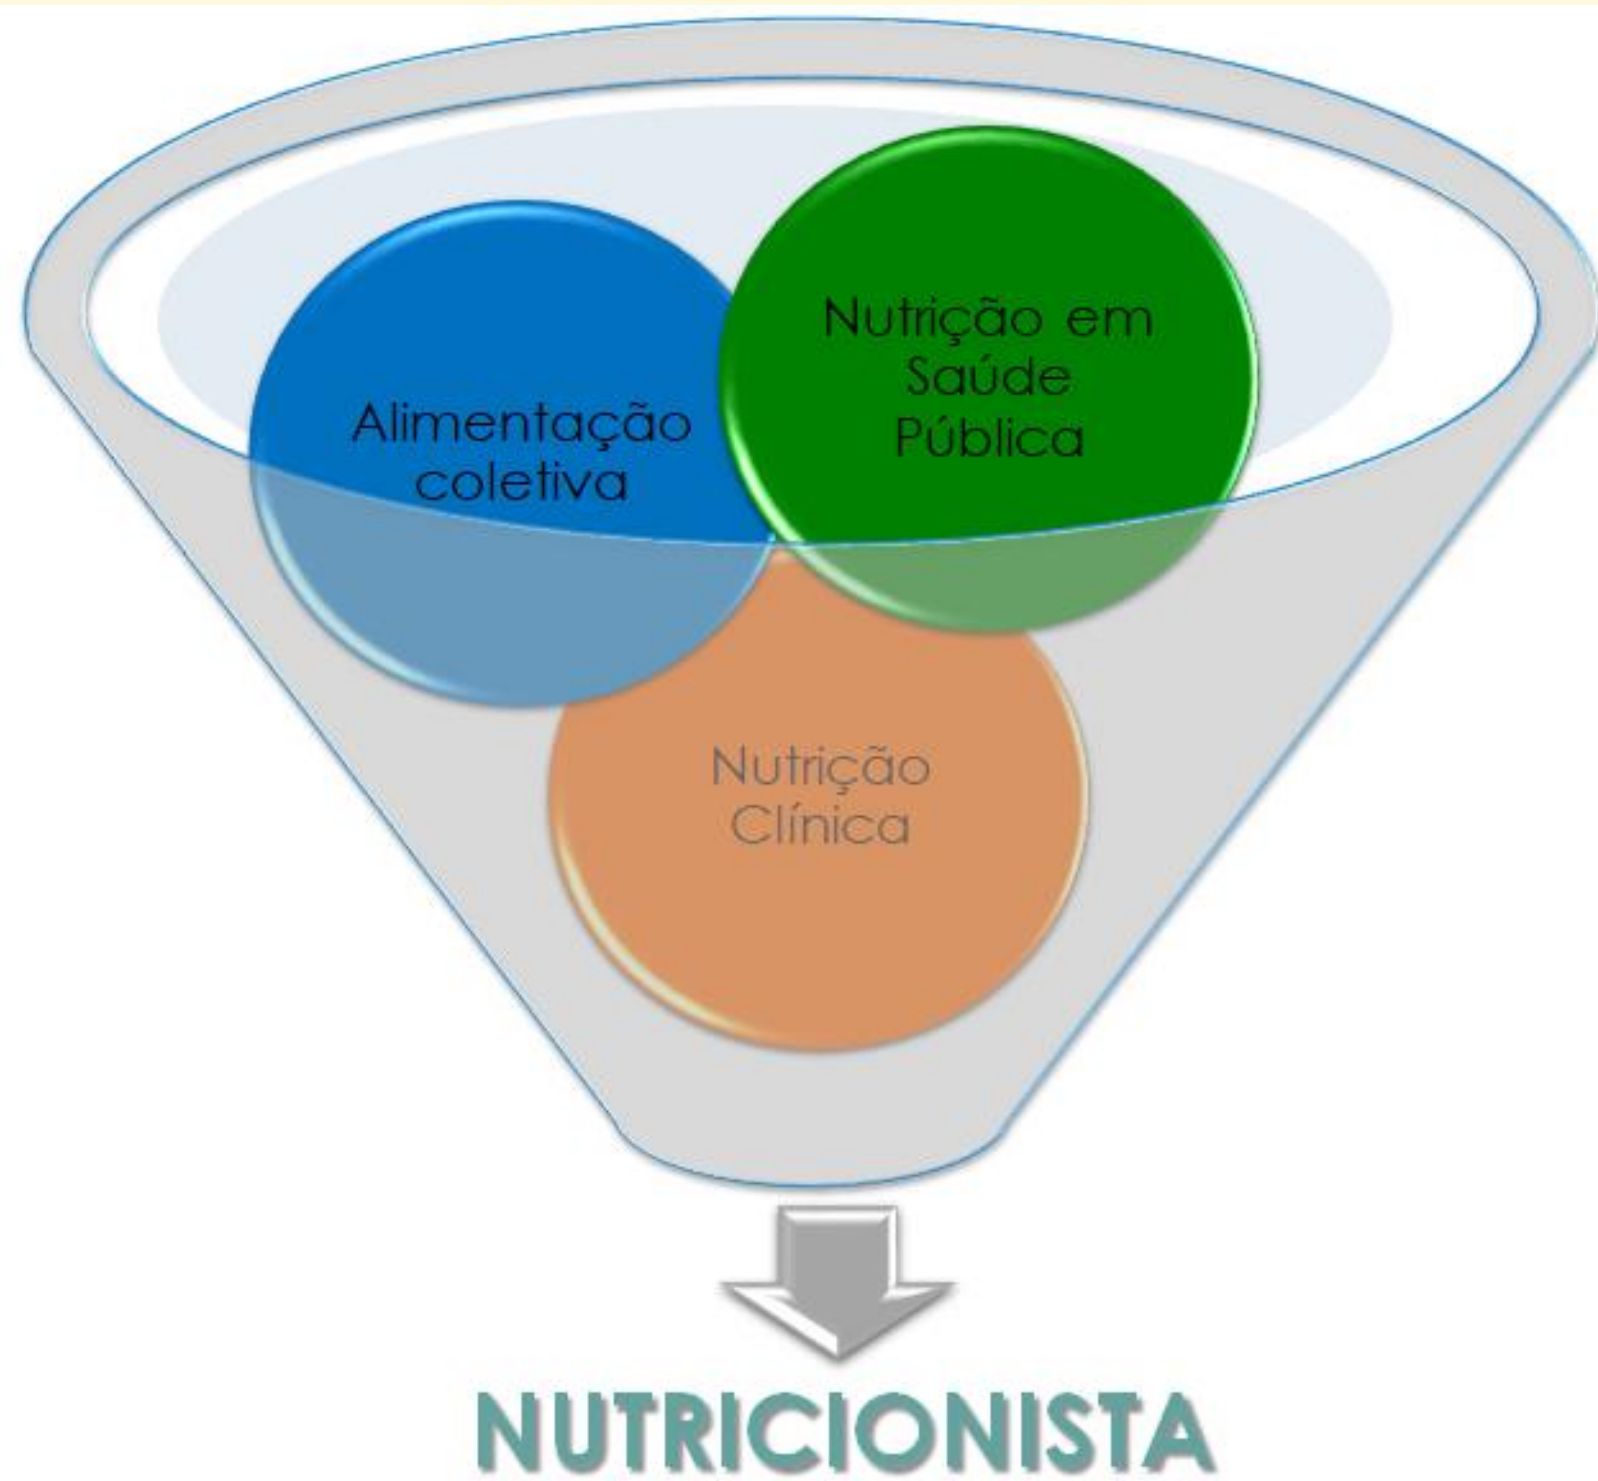 Alimentação
coletiva
Nutrição em
Saúde
Pública
Nutrição
Clínica
NUTRICIONISTA